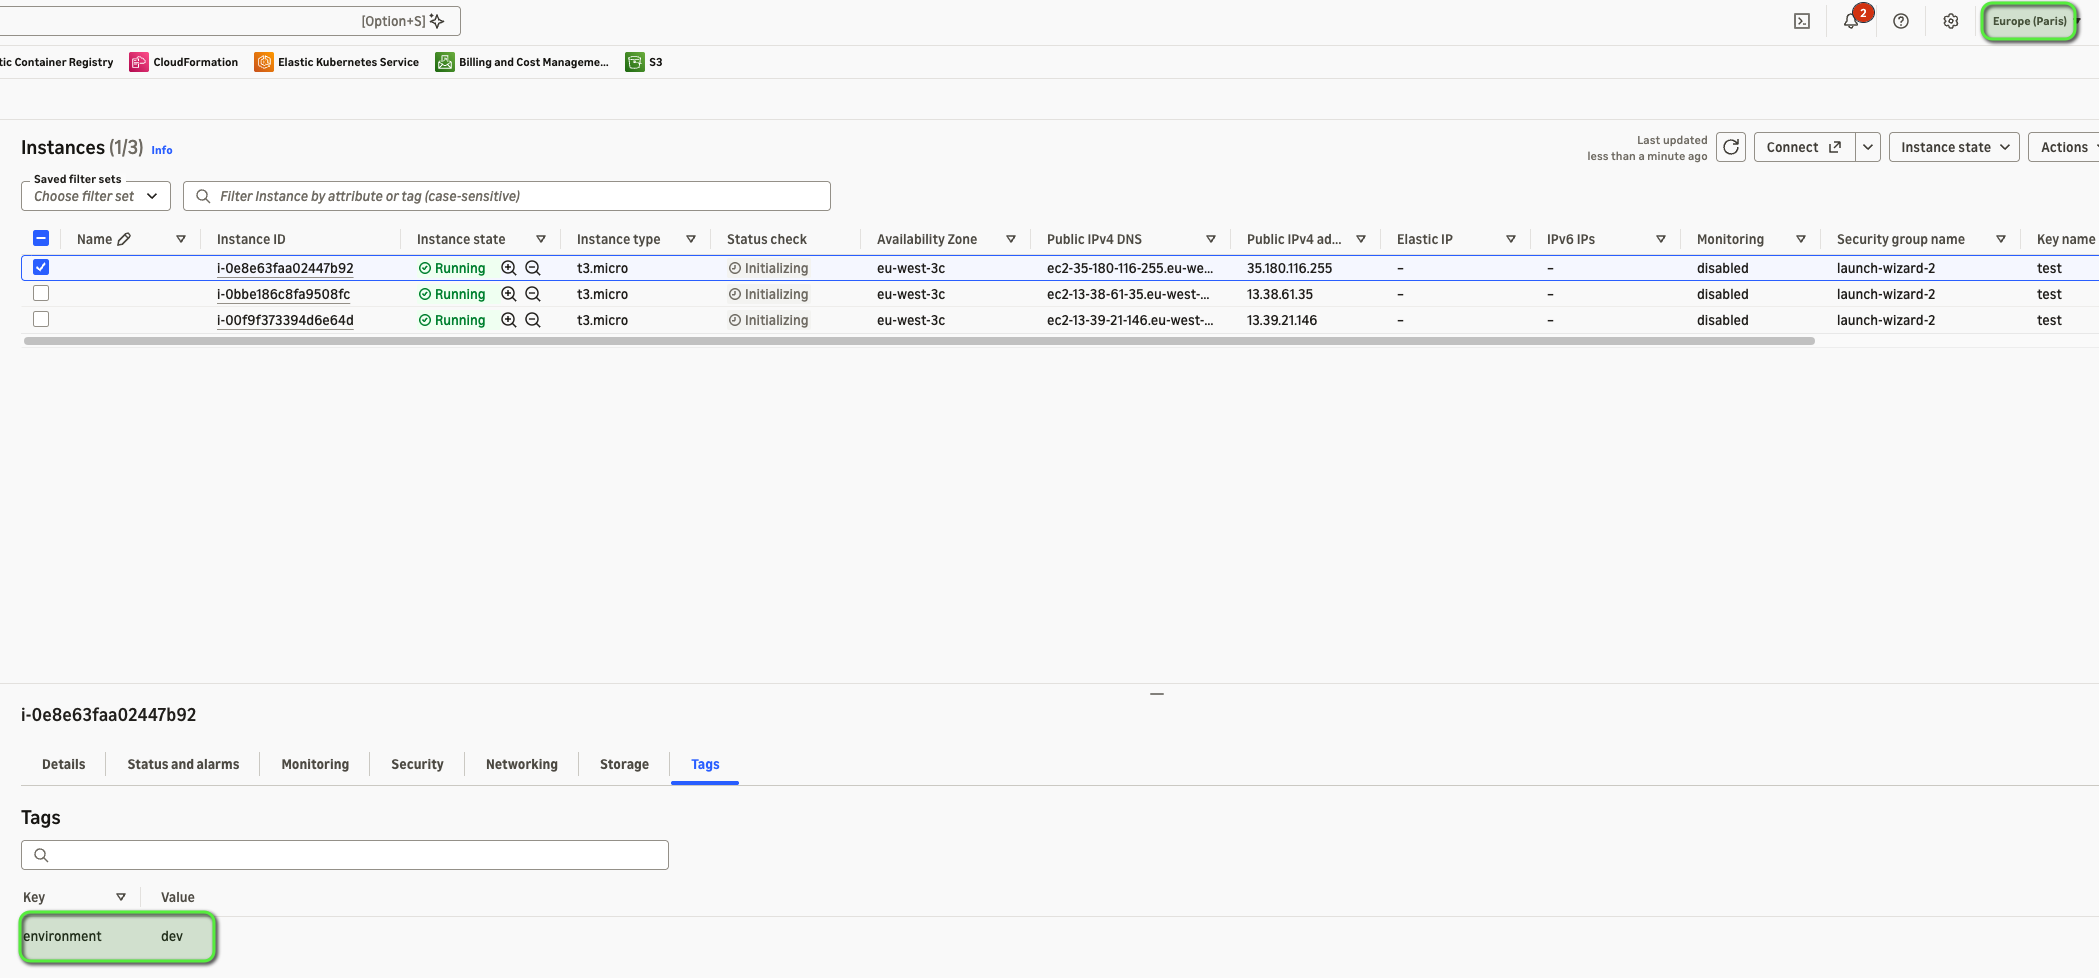 [Option+S]
2
Europe (Paris)
tic Container Registry CloudFormation Elastic Kubernetes Service Billing and Cost Manageme... S3
Instances (1/3) Info
Last updated
less than a minute ago
Connect
Instance state
Actions
Saved filter sets
Choose filter set
Filter Instance by attribute or tag (case-sensitive)
Name Instance ID Instance state Instance type Status check Availability Zone Public IPv4 DNS Public IPv4 ad... Elastic IP IPv6 IPs Monitoring Security group name Key name
i-0e8e63faa02447b92 Running t3.micro Initializing eu-west-3c ec2-35-180-116-255.eu-we... 35.180.116.255 – – disabled launch-wizard-2 test
i-0bbe186c8fa9508fc Running t3.micro Initializing eu-west-3c ec2-13-38-61-35.eu-west-... 13.38.61.35 – – disabled launch-wizard-2 test
i-00f9f373394d6e64d Running t3.micro Initializing eu-west-3c ec2-13-39-21-146.eu-west-... 13.39.21.146 – – disabled launch-wizard-2 test
i-0e8e63faa02447b92
Details Status and alarms Monitoring Security Networking Storage Tags
Tags
Key Value
environment dev